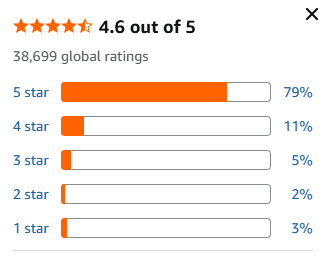 4.6 out of 5
38,699 global ratings
5 star 79%
4 star 11%
3 star 5%
2 star 2%
1 star 3%